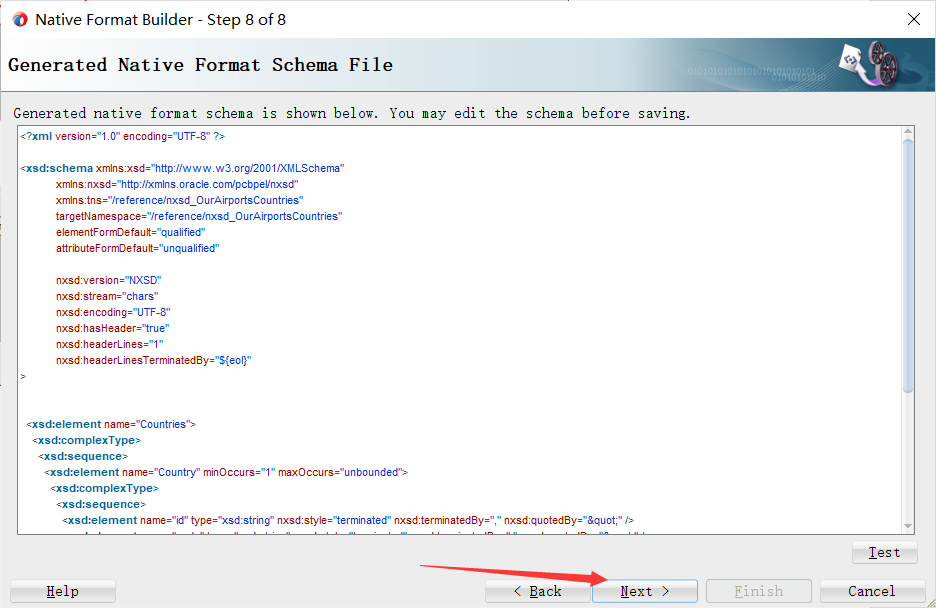 Native Format Builder - Step 8 of 8
Generated Native Format Schema File
Generated native format schema is shown below. You may edit the schema before saving.
<?xml version="1.0" encoding="UTF-8" ?>
<xsd:schema xmlns:xsd="http://www.w3.org/2001/XMLSchema"
xmlns:nxsd="http://xmlns.oracle.com/pcbpel/nxsd"
xmlns:tns="/reference/nxsd_OurAirportsCountries"
targetNamespace="/reference/nxsd_OurAirportsCountries"
elementFormDefault="qualified"
attributeFormDefault="unqualified"
nxsd:version="NXSD"
nxsd:stream="chars"
nxsd:encoding="UTF-8"
nxsd:hasHeader="true"
nxsd:headerLines="1"
nxsd:headerLinesTerminatedBy="${eol}"
>
<xsd:element name="Countries">
<xsd:complexType>
<xsd:sequence>
<xsd:element name="Country" minOccurs="1" maxOccurs="unbounded">
<xsd:complexType>
<xsd:sequence>
<xsd:element name="id" type="xsd:string" nxsd:style="terminated" nxsd:terminatedBy="," nxsd:quotedBy="&quot;" />
Test
Help
< Back
Next >
Finish
Cancel